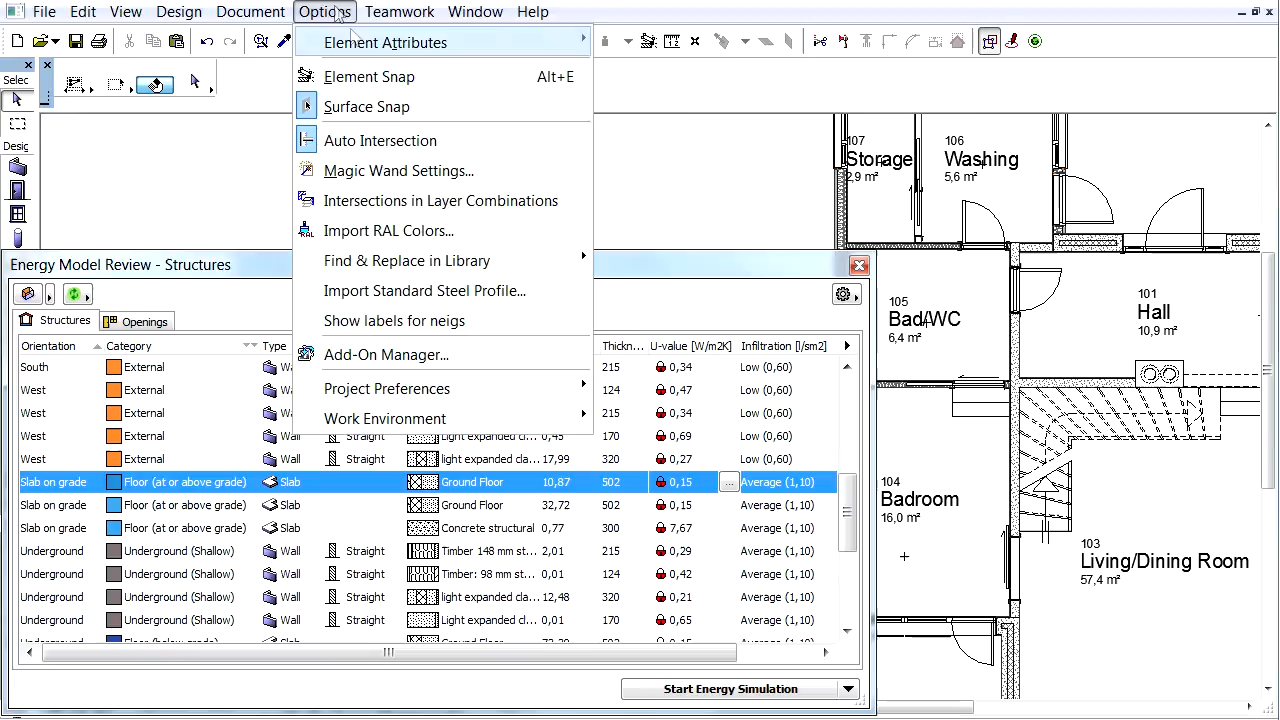 File Edit View Design Document Options Teamwork Window Help
Element Attributes
Element Snap Alt+E
Surface Snap
Auto Intersection
Magic Wand Settings...
Intersections in Layer Combinations
Import RAL Colors...
Find & Replace in Library
Import Standard Steel Profile...
Show labels for neigs
Add-On Manager...
Project Preferences
Work Environment
Selec
Desig
Energy Model Review - Structures
Structures Openings
Orientation Category Type Thickn... U-value [W/m2K] Infiltration [l/sm2]
South External Wa 215 0,34 Low (0,60)
West External Wa 124 0,47 Low (0,60)
West External Wa 215 0,34 Low (0,60)
West External Wall Straight Light expanded cl... 0,45 170 0,69 Low (0,60)
West External Wall Straight light expanded cla... 17,99 320 0,27 Low (0,60)
Slab on grade Floor (at or above grade) Slab Ground Floor 10,87 502 0,15 ... Average (1,10)
Slab on grade Floor (at or above grade) Slab Ground Floor 32,72 502 0,15 Average (1,10)
Slab on grade Floor (at or above grade) Slab Concrete structural 0,77 300 7,67 Average (1,10)
Underground Underground (Shallow) Wall Straight Timber 148 mm st... 2,01 215 0,29 Average (1,10)
Underground Underground (Shallow) Wall Straight Timber: 98 mm st... 0,01 124 0,42 Average (1,10)
Underground Underground (Shallow) Wall Straight light expanded cla... 12,48 320 0,21 Average (1,10)
Underground Underground (Shallow) Wall Straight Light expanded cl... 0,01 170 0,65 Average (1,10)
Start Energy Simulation
107
Storage
2,9 m²
106
Washing
5,6 m²
105
Bad/WC
6,4 m²
101
Hall
10,9 m²
104
Badroom
16,0 m²
103
Living/Dining Room
57,4 m²